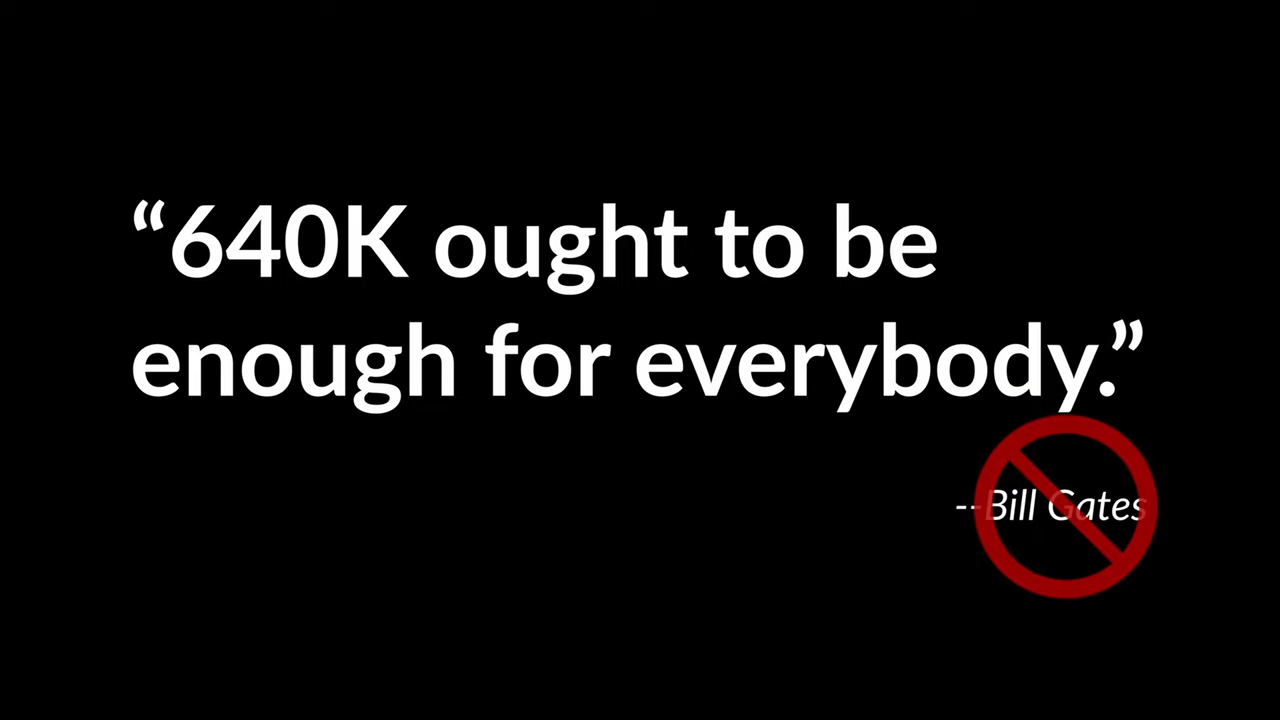 “640K ought to be
enough for everybody.”
--Bill Gates